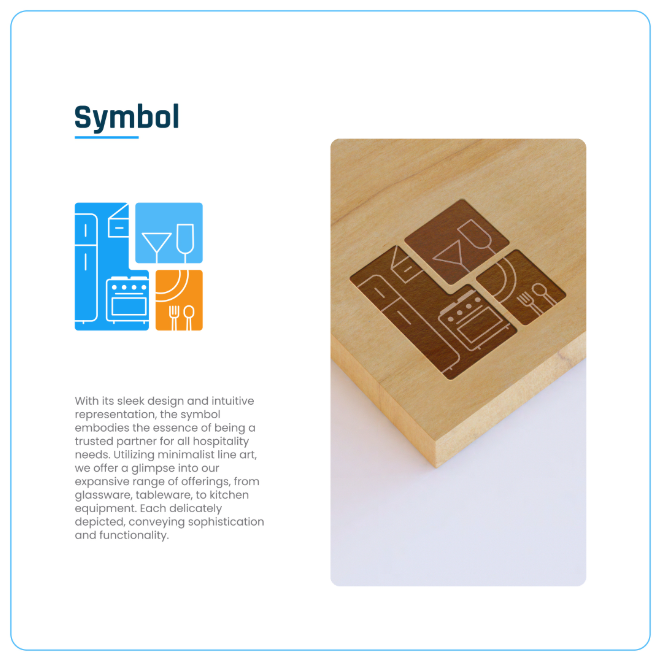 Symbol
With its sleek design and intuitive
representation, the symbol
embodies the essence of being a
trusted partner for all hospitality
needs. Utilizing minimalist line art,
we offer a glimpse into our
expansive range of offerings, from
glassware, tableware, to kitchen
equipment. Each delicately
depicted, conveying sophistication
and functionality.